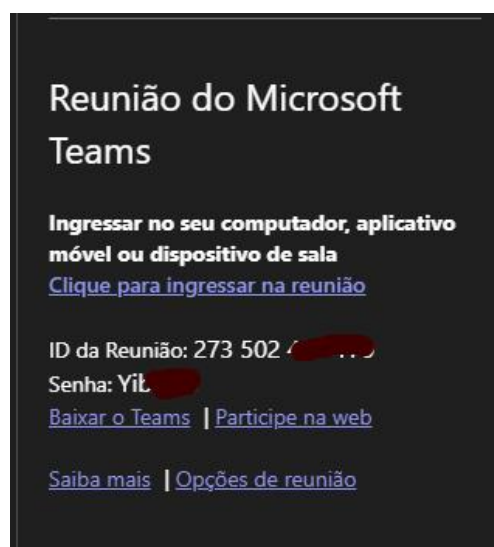 Reunião do Microsoft
Teams
Ingressar no seu computador, aplicativo
móvel ou dispositivo de sala
Clique para ingressar na reunião
ID da Reunião: 273 502
Senha:
Baixar o Teams | Participe na web
Saiba mais | Opções de reunião